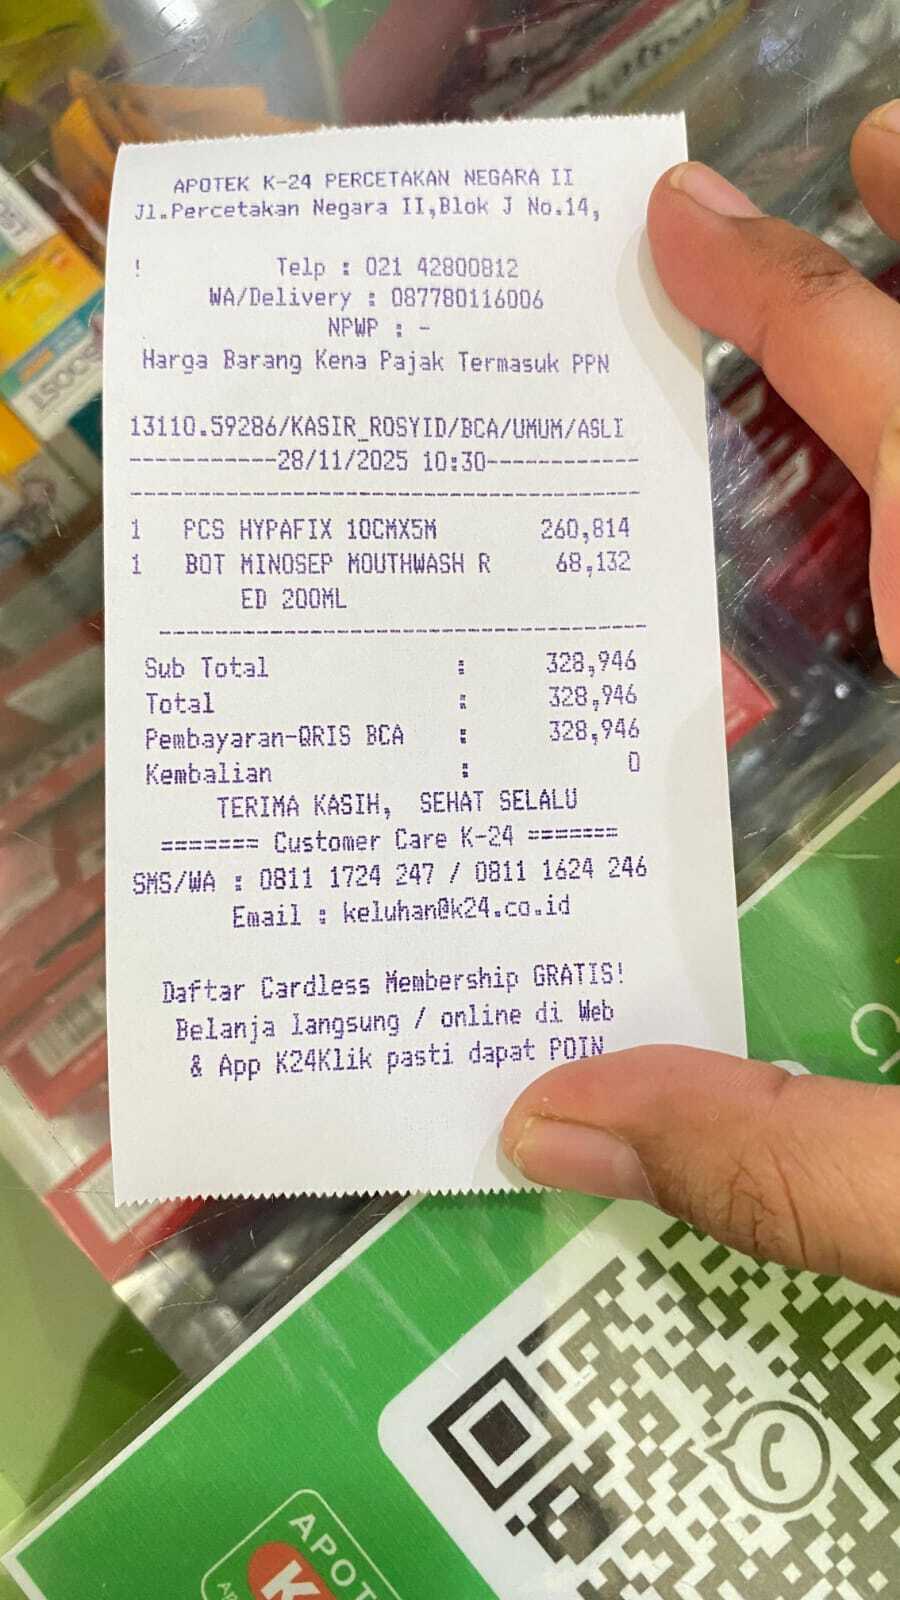 APOTEK K-24 PERCETAKAN NEGARA II
Jl.Percetakan Negara II,Blok J No.14,
! Telp : 021 42800812
WA/Delivery : 087780116006
NPWP : -
Harga Barang Kena Pajak Termasuk PPN
13110.59286/KASIR_ROSYID/BCA/UMUM/ASLI
-----------28/11/2025 10:30------------
1 PCS HYPAFIX 10CMX5M 260,814
1 BOT MINOSEP MOUTHWASH R 68,132
ED 200ML
Sub Total : 328,946
Total : 328,946
Pembayaran-QRIS BCA : 328,946
Kembalian : 0
TERIMA KASIH, SEHAT SELALU
======= Customer Care K-24 =======
SMS/WA : 0811 1724 247 / 0811 1624 246
Email : keluhan@k24.co.id
Daftar Cardless Membership GRATIS!
Belanja langsung / online di Web
& App K24Klik pasti dapat POIN
APOT
K